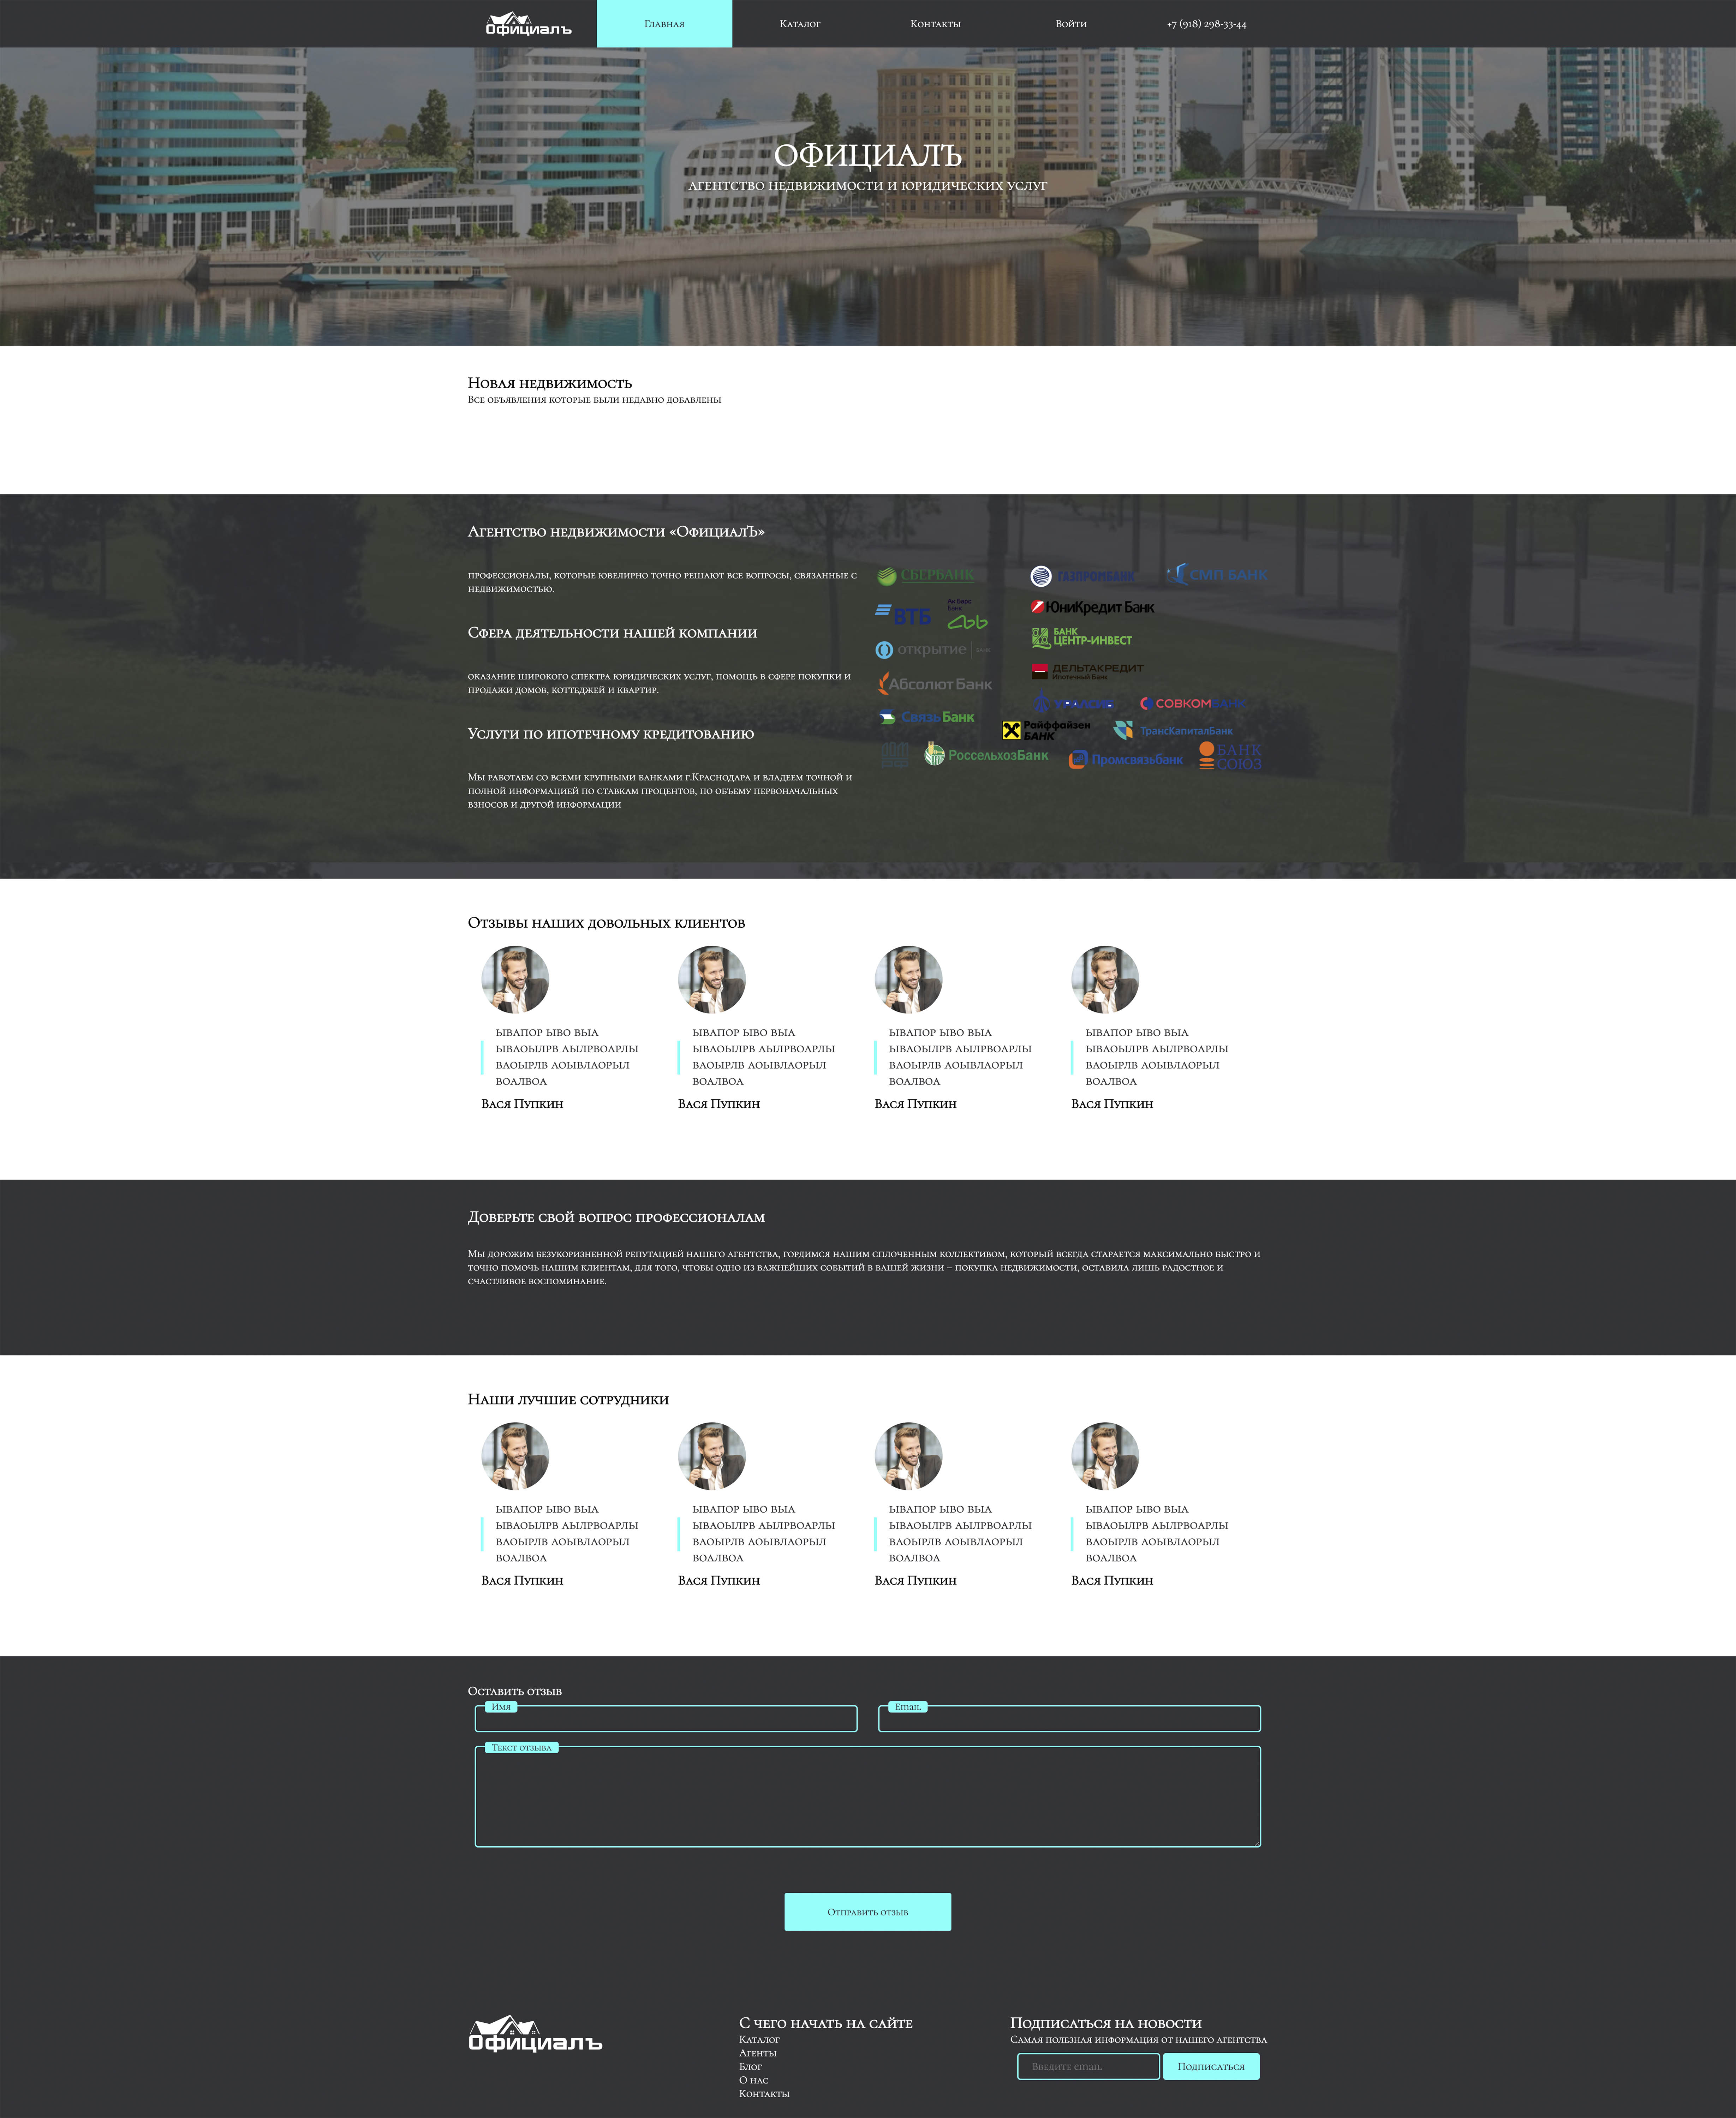 Официалъ
Главная
Каталог
Контакты
Войти
+7 (918) 298-33-44
ОФИЦИАЛЪ
АГЕНТСТВО НЕДВИЖИМОСТИ И ЮРИДИЧЕСКИХ УСЛУГ
Новая недвижимость
Все объявления которые были недавно добавлены
Агентство недвижимости «ОфициалЪ»
профессионалы, которые ювелирно точно решают все вопросы, связанные с
недвижимостью.
Сфера деятельности нашей компании
оказание широкого спектра юридических услуг, помощь в сфере покупки и
продажи домов, коттеджей и квартир.
Услуги по ипотечному кредитованию
Мы работаем со всеми крупными банками г.Краснодара и владеем точной и
полной информацией по ставкам процентов, по объему первоначальных
взносов и другой информации
СБЕРБАНК
ГАЗПРОМБАНК
СМП БАНК
ВТБ
Ак Барс
Банк
ЮниКредит Банк
БАНК
ЦЕНТР-ИНВЕСТ
открытие
БАНК
ДЕЛЬТАКРЕДИТ
Ипотечный Банк
Абсолют Банк
СОВКОМБАНК
СвязьБанк
Райффайзен
БАНК
ТрансКапиталБанк
РоссельхозБанк
Промсвязьбанк
БАНК
СОЮЗ
Отзывы наших довольных клиентов
ывапор ыво выа
ываоылрв аылрвоарлы
ваоырлв аоывлаорыл
воалвоа
Вася Пупкин
ывапор ыво выа
ываоылрв аылрвоарлы
ваоырлв аоывлаорыл
воалвоа
Вася Пупкин
ывапор ыво выа
ываоылрв аылрвоарлы
ваоырлв аоывлаорыл
воалвоа
Вася Пупкин
ывапор ыво выа
ываоылрв аылрвоарлы
ваоырлв аоывлаорыл
воалвоа
Вася Пупкин
Доверьте свой вопрос профессионалам
Мы дорожим безукоризненной репутацией нашего агентства, гордимся нашим сплоченным коллективом, который всегда старается максимально быстро и
точно помочь нашим клиентам, для того, чтобы одно из важнейших событий в вашей жизни – покупка недвижимости, оставила лишь радостное и
счастливое воспоминание.
Наши лучшие сотрудники
ывапор ыво выа
ываоылрв аылрвоарлы
ваоырлв аоывлаорыл
воалвоа
Вася Пупкин
ывапор ыво выа
ываоылрв аылрвоарлы
ваоырлв аоывлаорыл
воалвоа
Вася Пупкин
ывапор ыво выа
ываоылрв аылрвоарлы
ваоырлв аоывлаорыл
воалвоа
Вася Пупкин
ывапор ыво выа
ываоылрв аылрвоарлы
ваоырлв аоывлаорыл
воалвоа
Вася Пупкин
Оставить отзыв
Имя
Email
Текст отзыва
Отправить отзыв
Официалъ
С чего начать на сайте
Каталог
Агенты
Блог
О нас
Контакты
Подписаться на новости
Самая полезная информация от нашего агентства
Введите email
Подписаться